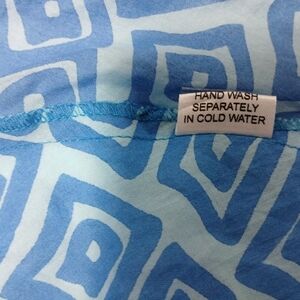 HAND WASH
SEPARATELY
IN COLD WATER